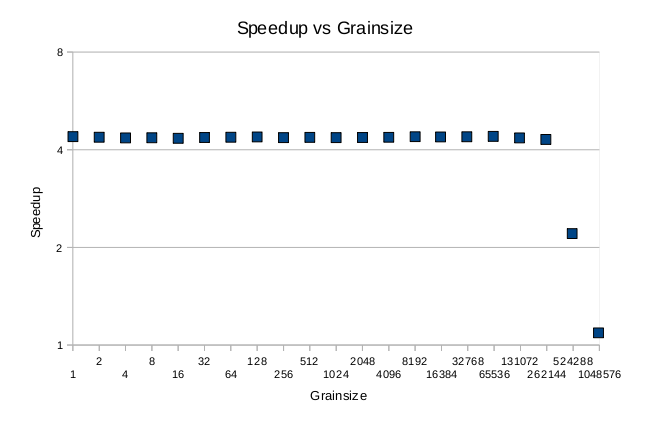 Speedup vs Grainsize
8
4
2
1
Speedup
2 8 32 128 512 2048 8192 32768 131072 524288
1 4 16 64 256 1024 4096 16384 65536 262144 1048576
Grainsize